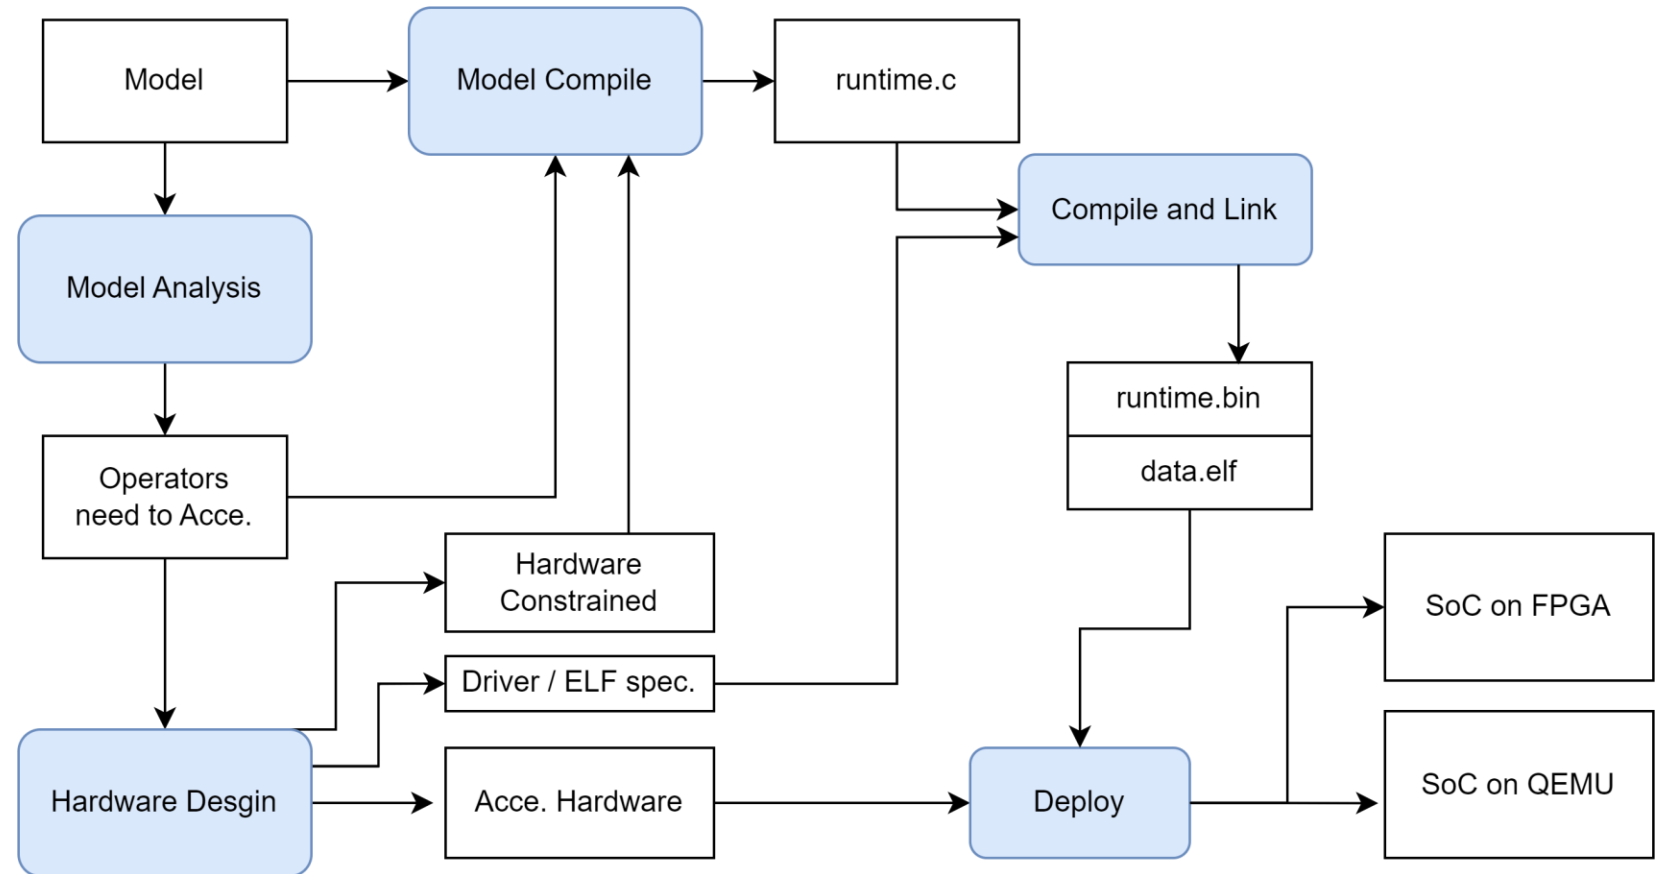 Model
Model Compile
runtime.c
Compile and Link
Model Analysis
runtime.bin
data.elf
Operators
need to Acce.
Hardware
Constrained
SoC on FPGA
Driver / ELF spec.
Hardware Desgin
Acce. Hardware
Deploy
SoC on QEMU